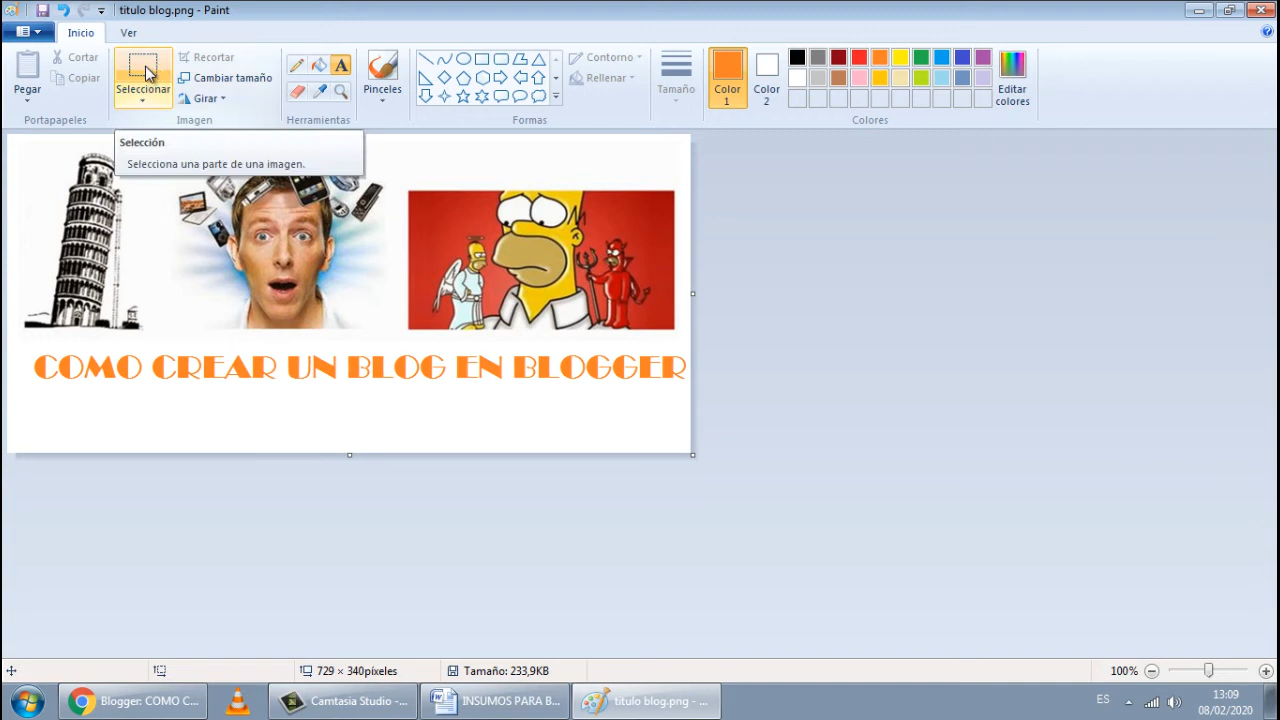 titulo blog.png - Paint
Inicio
Ver
Pegar
Cortar
Copiar
Portapapeles
Seleccionar
Recortar
Cambiar tamaño
Girar
Imagen
A
Herramientas
Pinceles
Contorno
Rellenar
Formas
Tamaño
Color 1
Color 2
Editar colores
Colores
Selección
Selecciona una parte de una imagen.
COMO CREAR UN BLOG EN BLOGGER
729 × 340píxeles
Tamaño: 233,9KB
100%
Blogger: COMO C...
Camtasia Studio -...
INSUMOS PARA B...
titulo blog.png - ...
ES
13:09
08/02/2020